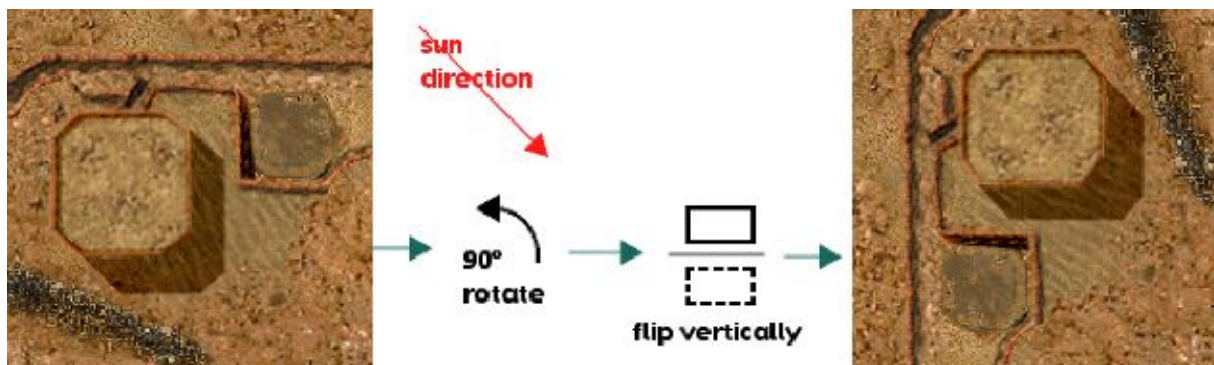 sun
direction
90°
rotate
flip vertically